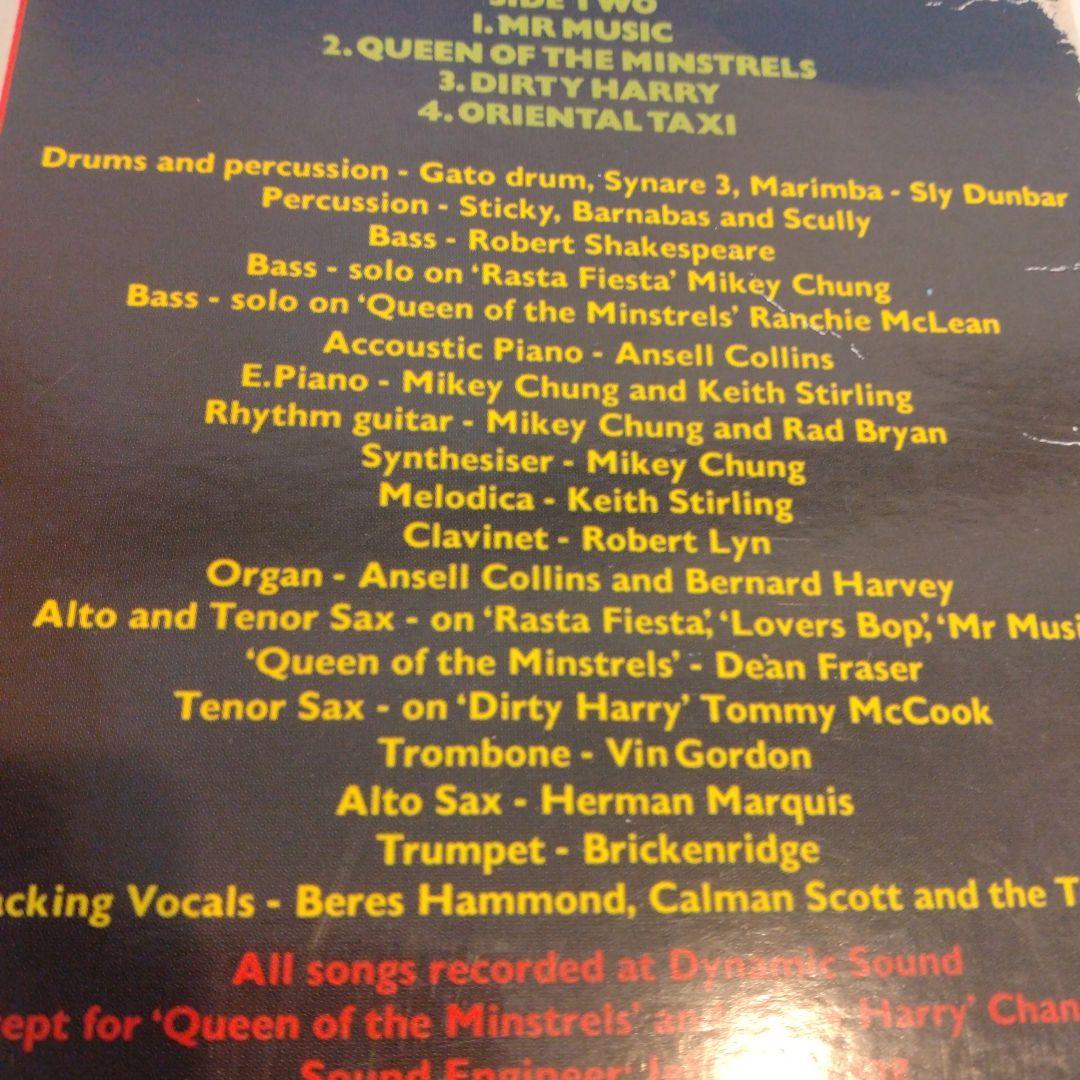 SIDE TWO
1. MR MUSIC
2. QUEEN OF THE MINSTRELS
3. DIRTY HARRY
4. ORIENTAL TAXI
Drums and percussion - Gato drum, Synare 3, Marimba - Sly Dunbar
Percussion - Sticky, Barnabas and Scully
Bass - Robert Shakespeare
Bass - solo on ‘Rasta Fiesta’ Mikey Chung
Bass - solo on ‘Queen of the Minstrels’ Ranchie McLean
Accoustic Piano - Ansell Collins
E.Piano - Mikey Chung and Keith Stirling
Rhythm guitar - Mikey Chung and Rad Bryan
Synthesiser - Mikey Chung
Melodica - Keith Stirling
Clavinet - Robert Lyn
Organ - Ansell Collins and Bernard Harvey
Alto and Tenor Sax - on ‘Rasta Fiesta’, ‘Lovers Bop’, ‘Mr Musi
‘Queen of the Minstrels’ - Dean Fraser
Tenor Sax - on ‘Dirty Harry’ Tommy McCook
Trombone - Vin Gordon
Alto Sax - Herman Marquis
Trumpet - Brickenridge
acking Vocals - Beres Hammond, Calman Scott and the T
All songs recorded at Dynamic Sound
cept for ‘Queen of the Minstrels’ and Harry’ Chan
Sound Engineer